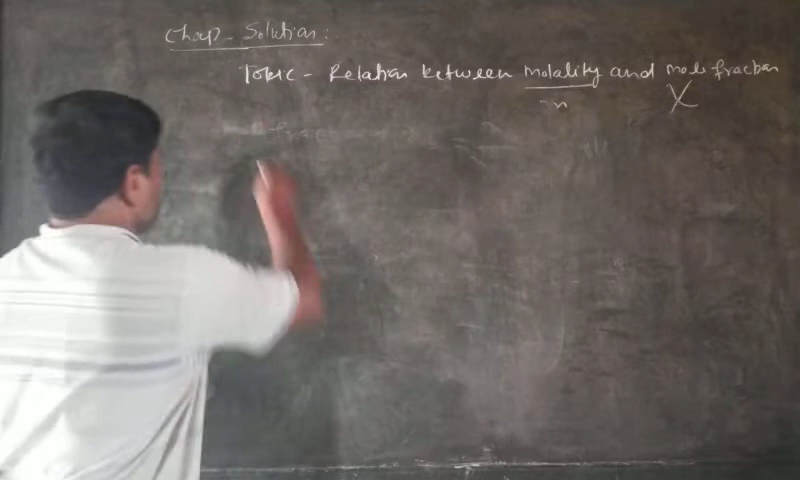 Chap - Solution:
Topic - Relation between molality and mole fraction
m X